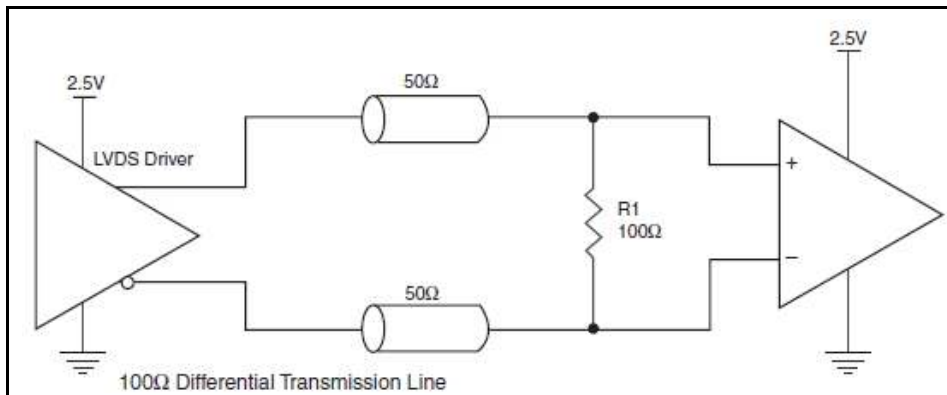 2.5V
2.5V
50Ω
LVDS Driver
+
R1
100Ω
−
50Ω
100Ω Differential Transmission Line